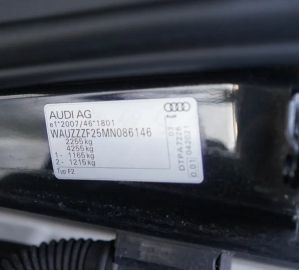 AUDI AG
e1*2007/46*1801
WAUZZZF25MN086146
2255 kg
4255 kg
1- 1165 kg
2- 1215 kg
Typ F2